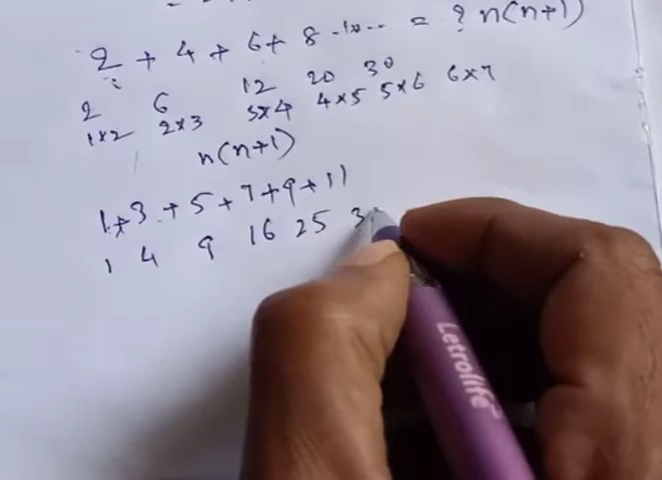 2 + 4 + 6 + 8 ...... = ? n(n+1)
2 6 12 20 30
1×2 2×3 3×4 4×5 5×6 6×7
n(n+1)
1+3+5+7+9+11
1 4 9 16 25 3
Letrolife